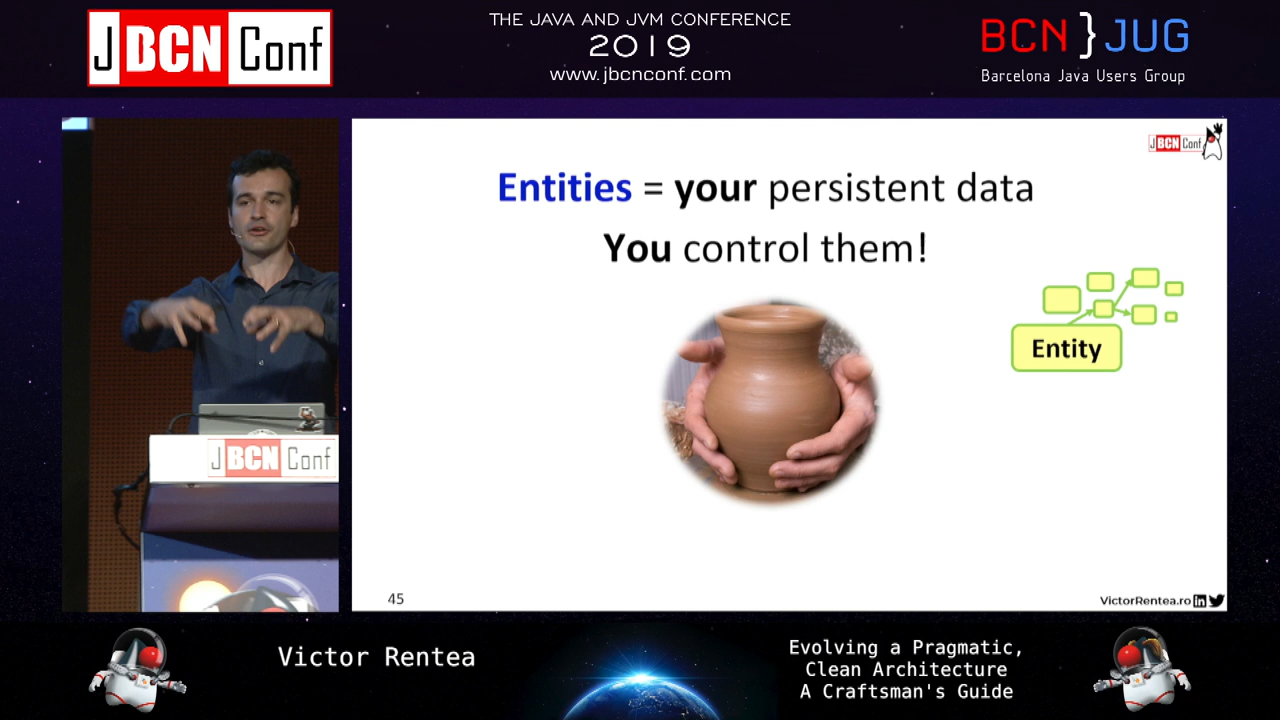 JBCNConf
THE JAVA AND JVM CONFERENCE
2019
www.jbcnconf.com
BCN}JUG
Barcelona Java Users Group
JBCNConf
Entities = your persistent data
You control them!
Entity
JBCNConf
45
VictorRentea.ro
Victor Rentea
Evolving a Pragmatic,
Clean Architecture
A Craftsman's Guide